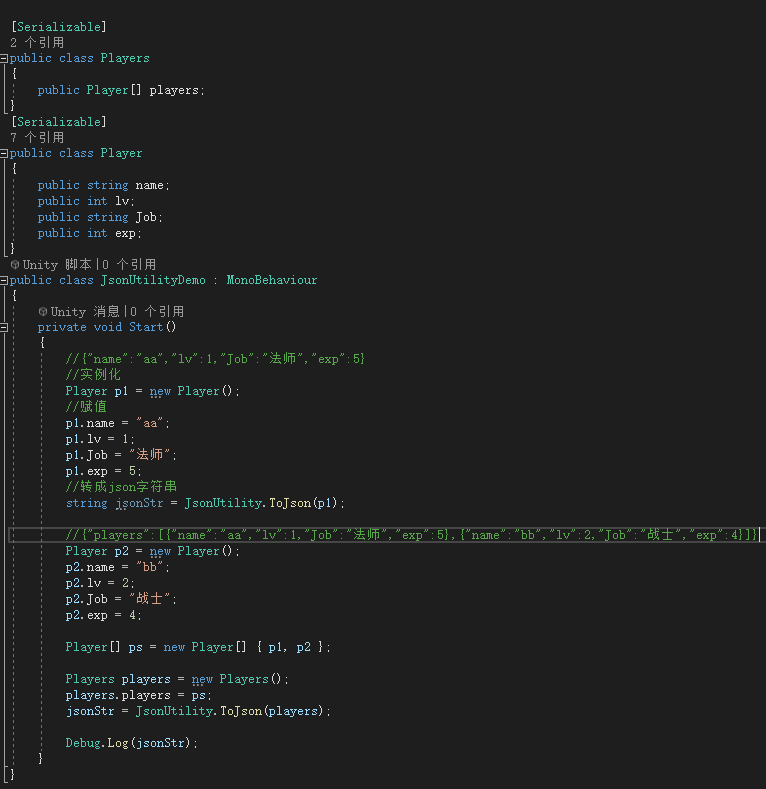 [Serializable]
2 个引用
public class Players
{
public Player[] players;
}
[Serializable]
7 个引用
public class Player
{
public string name;
public int lv;
public string Job;
public int exp;
}
Unity 脚本|0 个引用
public class JsonUtilityDemo : MonoBehaviour
{
Unity 消息|0 个引用
private void Start()
{
//{"name":"aa","lv":1,"Job":"法师","exp":5}
//实例化
Player p1 = new Player();
//赋值
p1.name = "aa";
p1.lv = 1;
p1.Job = "法师";
p1.exp = 5;
//转成json字符串
string jsonStr = JsonUtility.ToJson(p1);
//{"players":[{"name":"aa","lv":1,"Job":"法师","exp":5},{"name":"bb","lv":2,"Job":"战士","exp":4}]}
Player p2 = new Player();
p2.name = "bb";
p2.lv = 2;
p2.Job = "战士";
p2.exp = 4;
Player[] ps = new Player[] { p1, p2 };
Players players = new Players();
players.players = ps;
jsonStr = JsonUtility.ToJson(players);
Debug.Log(jsonStr);
}
}